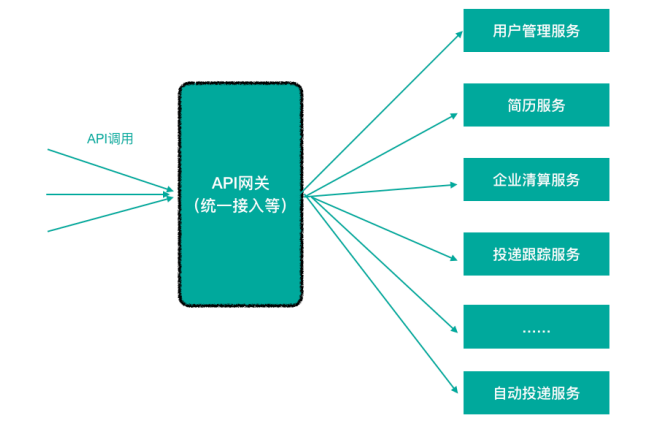 API调用
API网关
（统一接入等）
用户管理服务
简历服务
企业清算服务
投递跟踪服务
……
自动投递服务